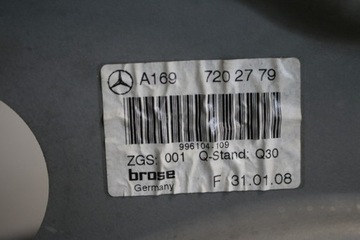 A169 720 27 79
996104.109
ZGS: 001 Q-Stand: Q30
brose
Germany F 31.01.08